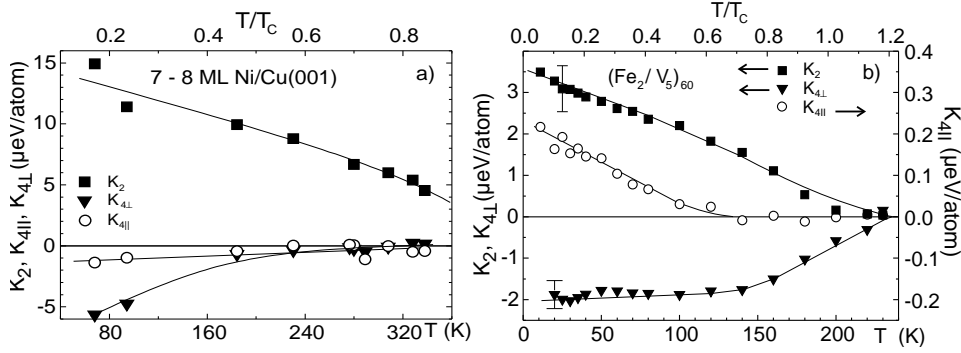 T/T_C
0.2 0.4 0.6 0.8
15
10
5
0
-5
K_2, K_4||, K_4⊥ (μeV/atom)
7 - 8 ML Ni/Cu(001)
a)
K_2
K_4⊥
K_4||
80 160 240 320 T (K)
T/T_C
0.0 0.2 0.4 0.6 0.8 1.0 1.2
3
2
1
0
-1
-2
K_2, K_4⊥ (μeV/atom)
(Fe_2/ V_5)_60
b)
K_2
K_4⊥
K_4||
0.4
0.3
0.2
0.1
0.0
-0.1
-0.2
K_4|| (μeV/atom)
0 50 100 150 200 T (K)